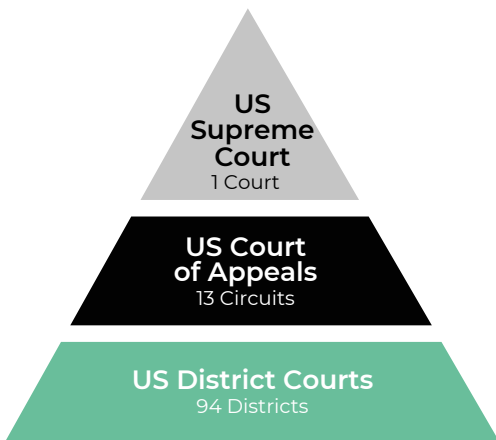 US
Supreme
Court
1 Court
US Court
of Appeals
13 Circuits
US District Courts
94 Districts